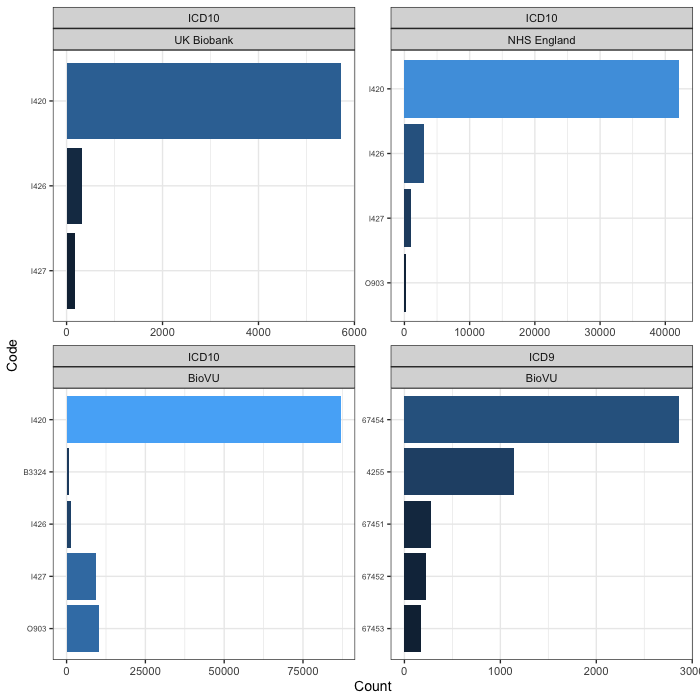 ICD10
UK Biobank
I420
I426
I427
0 2000 4000 6000
ICD10
NHS England
I420
I426
I427
O903
0 10000 20000 30000 40000
Code
ICD10
BioVU
I420
B3324
I426
I427
O903
0 25000 50000 75000
ICD9
BioVU
67454
4255
67451
67452
67453
0 1000 2000 3000
Count